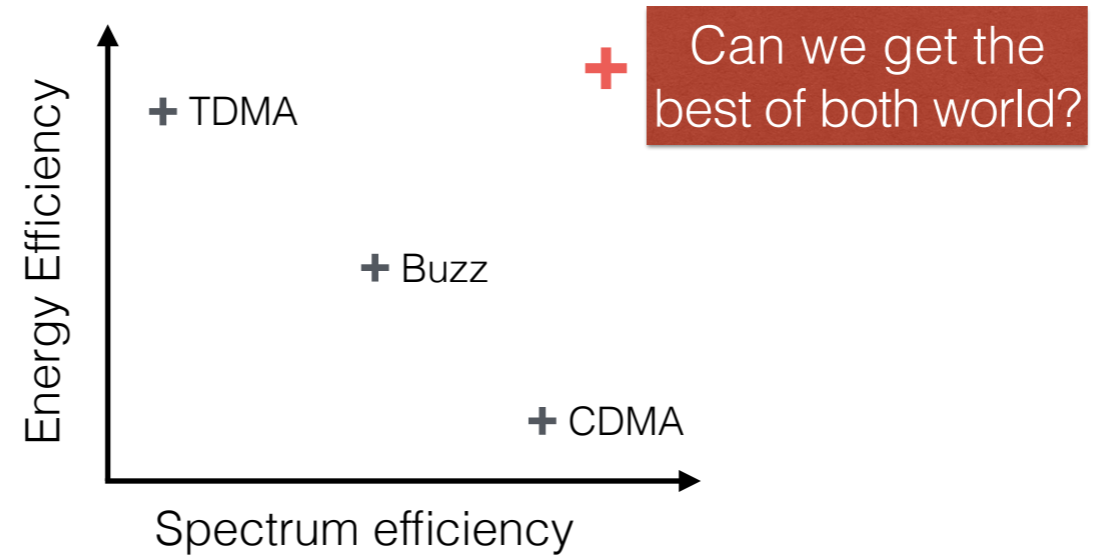 Energy Efficiency
TDMA
Can we get the
best of both world?
Buzz
CDMA
Spectrum efficiency